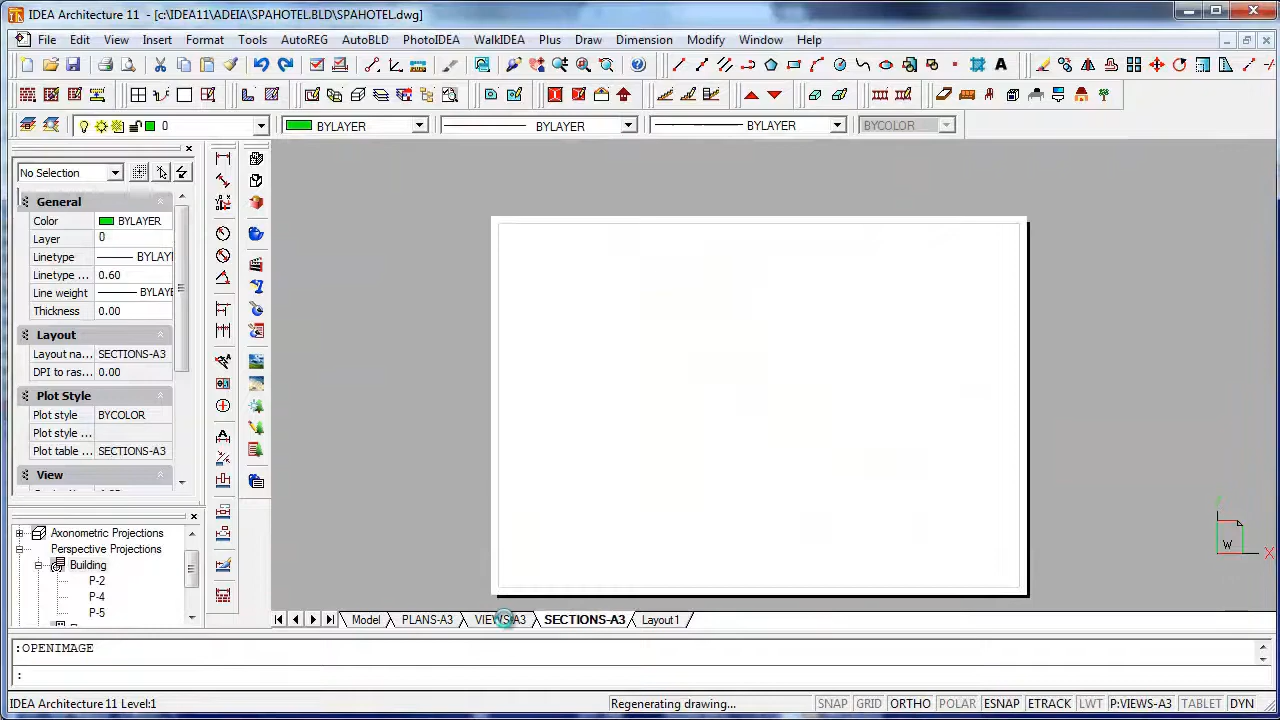 IDEA Architecture 11 - [c:\IDEA11\ADEIA\SPAHOTEL.BLD\SPAHOTEL.dwg]
File Edit View Insert Format Tools AutoREG AutoBLD PhotoIDEA WalkIDEA Plus Draw Dimension Modify Window Help
0 BYLAYER BYLAYER BYLAYER BYCOLOR
No Selection
General
Color BYLAYER
Layer 0
Linetype BYLAY
Linetype ... 0.60
Line weight BYLAYE
Thickness 0.00
Layout
Layout na... SECTIONS-A3
DPI to ras... 0.00
Plot Style
Plot style BYCOLOR
Plot style ...
Plot table ... SECTIONS-A3
View
W X
Axonometric Projections
Perspective Projections
Building
P-2
P-4
P-5
Model PLANS-A3 VIEWS-A3 SECTIONS-A3 Layout1
:OPENIMAGE
:
IDEA Architecture 11 Level:1 Regenerating drawing... SNAP GRID ORTHO POLAR ESNAP ETRACK LWT P:VIEWS-A3 TABLET DYN